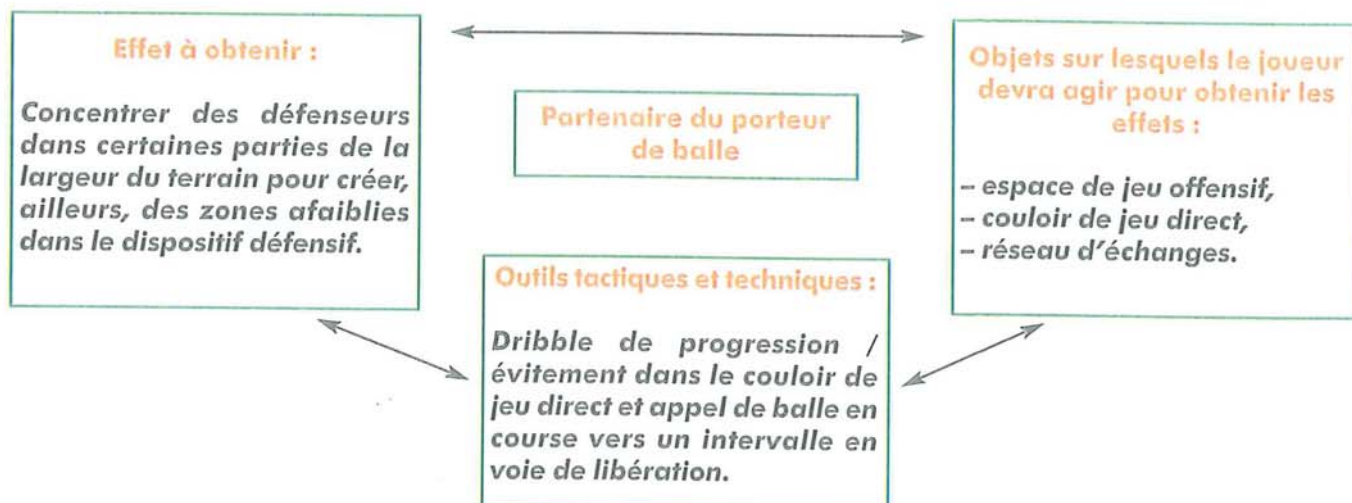 Effet à obtenir :
Concentrer des défenseurs
dans certaines parties de la
largeur du terrain pour créer,
ailleurs, des zones afaiblies
dans le dispositif défensif.
Partenaire du porteur
de balle
Objets sur lesquels le joueur
devra agir pour obtenir les
effets :
– espace de jeu offensif,
– couloir de jeu direct,
– réseau d'échanges.
Outils tactiques et techniques :
Dribble de progression /
évitement dans le couloir de
jeu direct et appel de balle en
course vers un intervalle en
voie de libération.